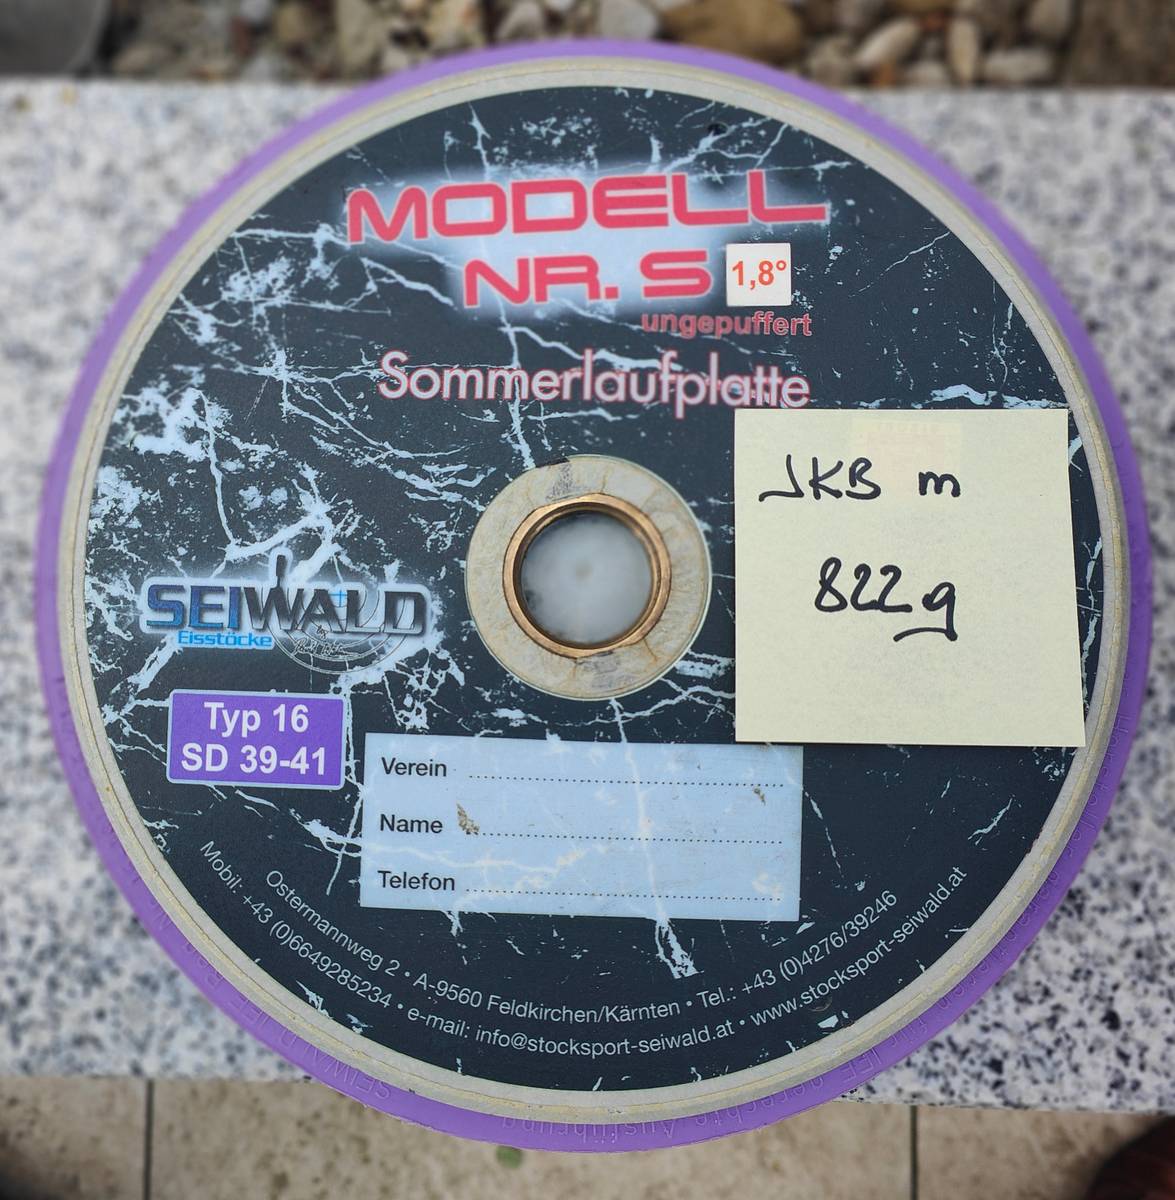 MODELL
NR. S 1,8°
ungepuffert
Sommerlaufplatte
JKB m
822g
SEIWALD
Eisstöcke
Typ 16
SD 39-41
Verein
Name
Telefon
Ostermannweg 2 • A-9560 Feldkirchen/Kärnten • Tel.: +43 (0)4276/39246
Mobil: +43 (0)6649285234 • e-mail: info@stocksport-seiwald.at • www.stocksport-seiwald.at